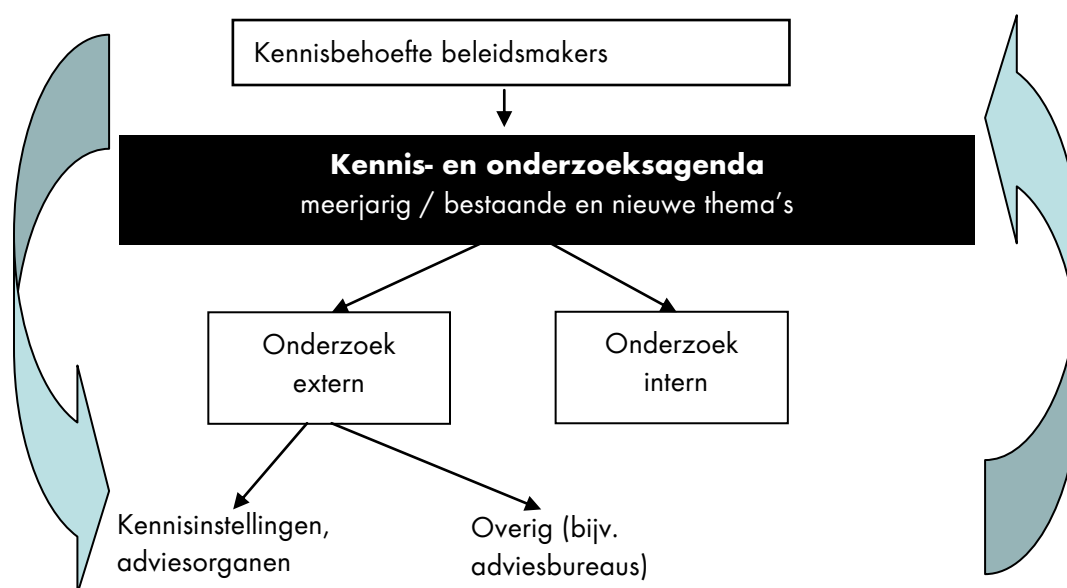 Kennisbehoefte beleidsmakers
Kennis- en onderzoeksagenda
meerjarig / bestaande en nieuwe thema's
Onderzoek
extern
Onderzoek
intern
Kennisinstellingen,
adviesorganen
Overig (bijv.
adviesbureaus)